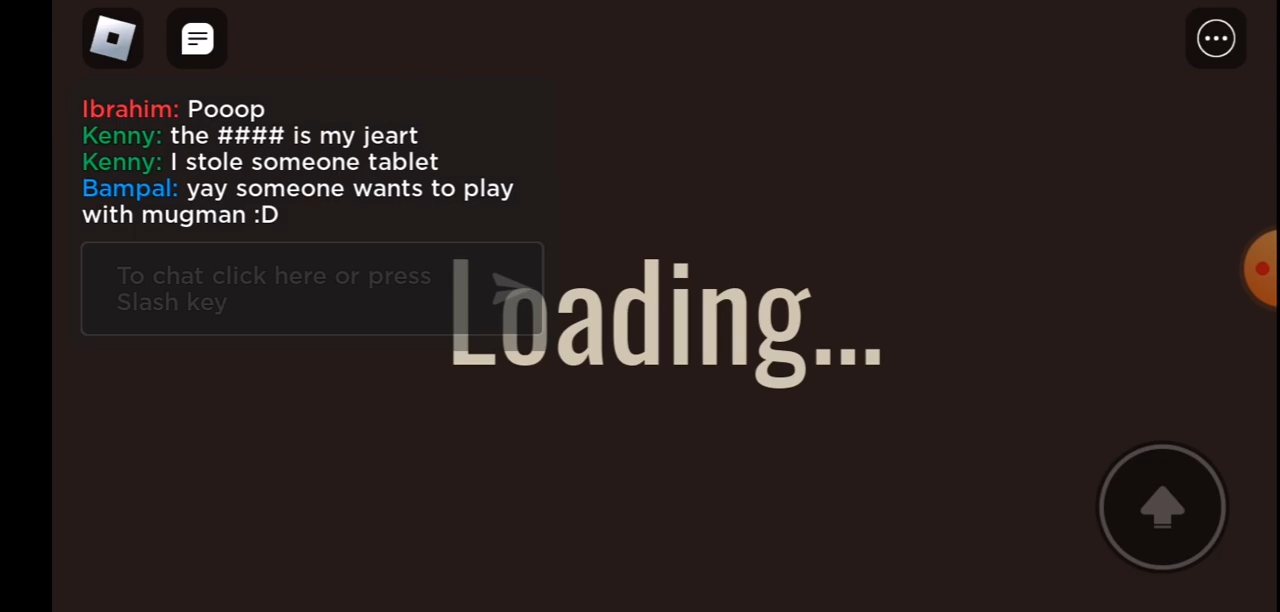 Ibrahim: Pooop
Kenny: the #### is my jeart
Kenny: I stole someone tablet
Bampal: yay someone wants to play
with mugman :D
To chat click here or press
Slash key
Loading...